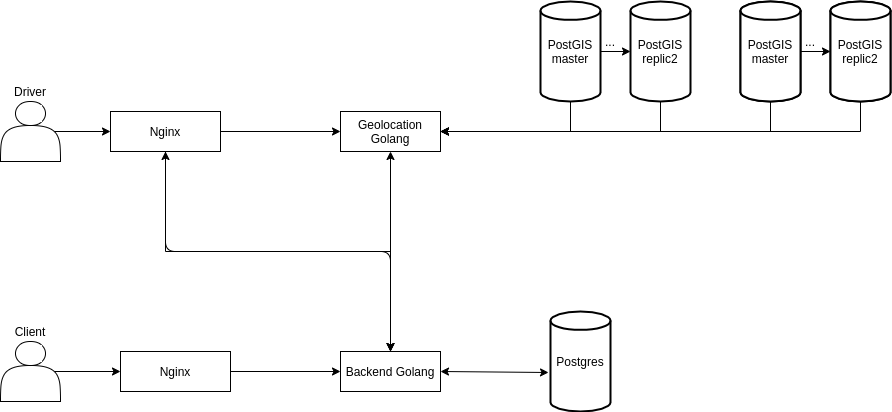 PostGIS
master
...
PostGIS
replic2
PostGIS
master
...
PostGIS
replic2
Driver
Nginx
Geolocation
Golang
Client
Nginx
Backend Golang
Postgres